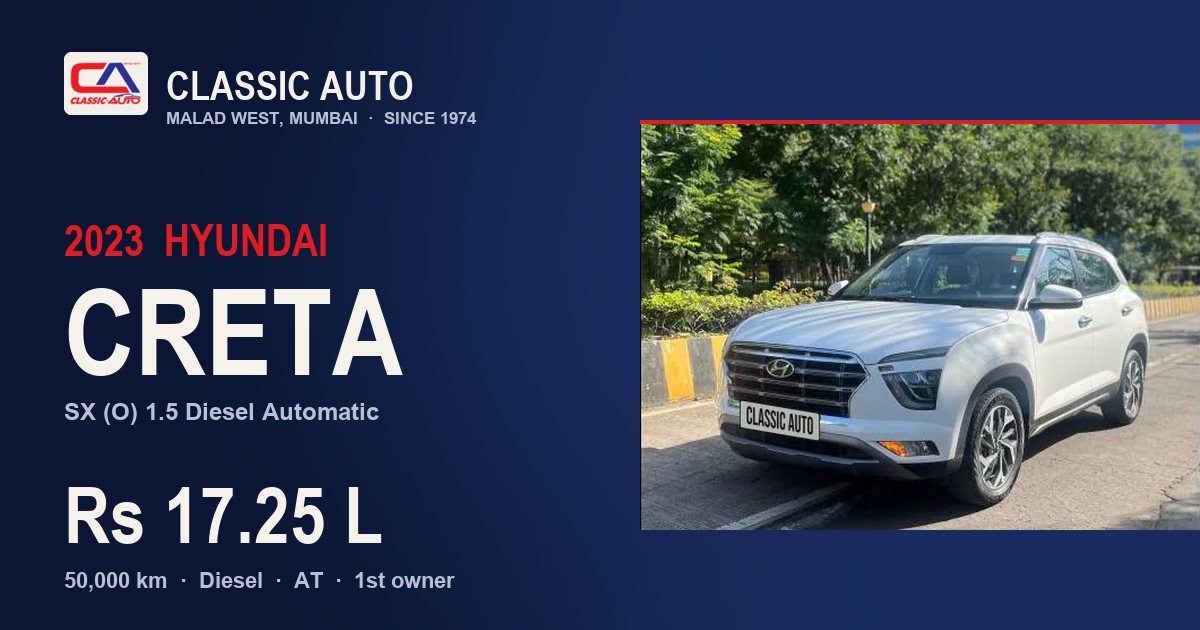 CLASSIC AUTO
CLASSIC AUTO
MALAD WEST, MUMBAI · SINCE 1974
2023 HYUNDAI
CRETA
SX (O) 1.5 Diesel Automatic
Rs 17.25 L
50,000 km · Diesel · AT · 1st owner
CLASSIC AUTO